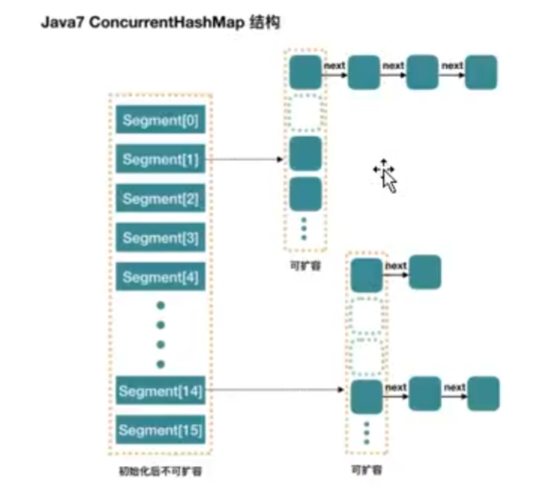 Java7 ConcurrentHashMap 结构
next
next
next
Segment[0]
Segment[1]
Segment[2]
Segment[3]
Segment[4]
可扩容
next
Segment[14]
next
next
Segment[15]
初始化后不可扩容
可扩容